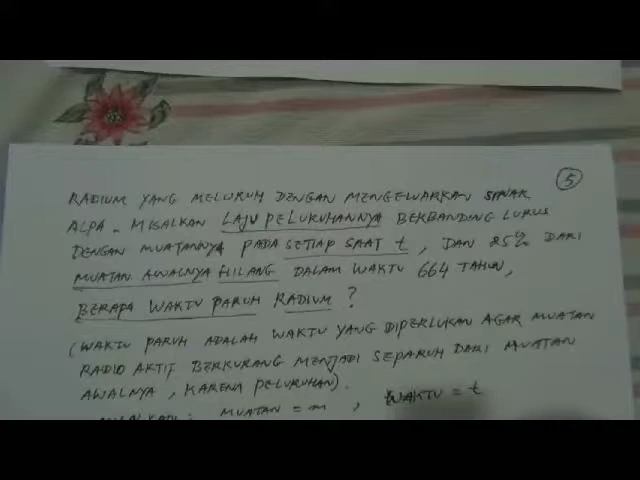 5
RADIUM YANG MELURUH DENGAN MENGELUARKAN SINAR
ALPA. MISALKAN LAJU PELURUHANNYA BERBANDING LURUS
DENGAN MUATANNYA PADA SETIAP SAAT t, DAN 25% DARI
MUATAN AWALNYA HILANG DALAM WAKTU 664 TAHUN,
BERAPA WAKTU PARUH RADIUM ?
(WAKTU PARUH ADALAH WAKTU YANG DIPERLUKAN AGAR MUATAN
RADIO AKTIF BERKURANG MENJADI SEPARUH DARI MUATAN
AWALNYA, KARENA PELURUHAN).
MUATAN = m, WAKTU = t